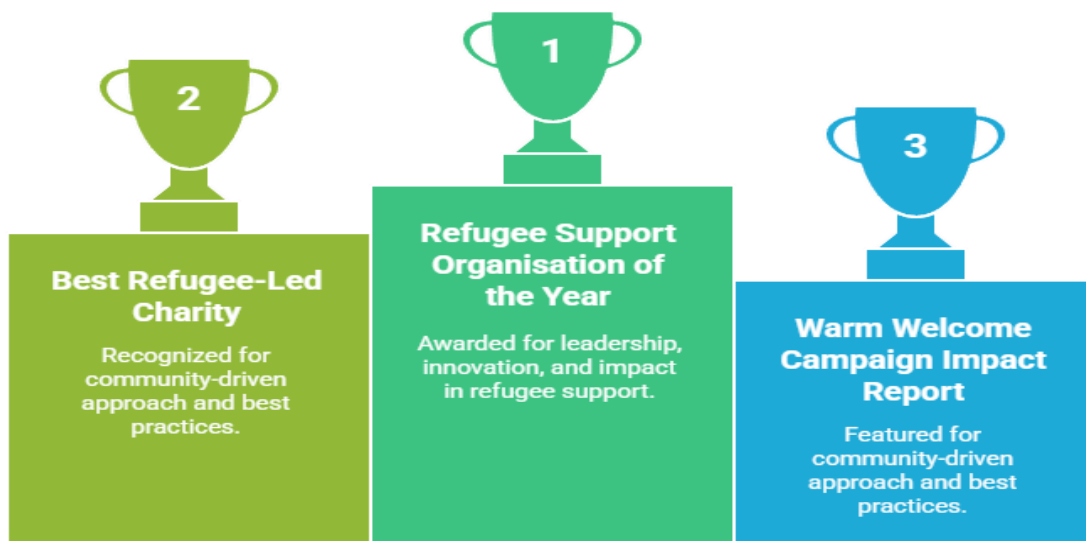 2
Best Refugee-Led
Charity
Recognized for
community-driven
approach and best
practices.
1
Refugee Support
Organisation of
the Year
Awarded for leadership,
innovation, and impact
in refugee support.
3
Warm Welcome
Campaign Impact
Report
Featured for
community-driven
approach and best
practices.